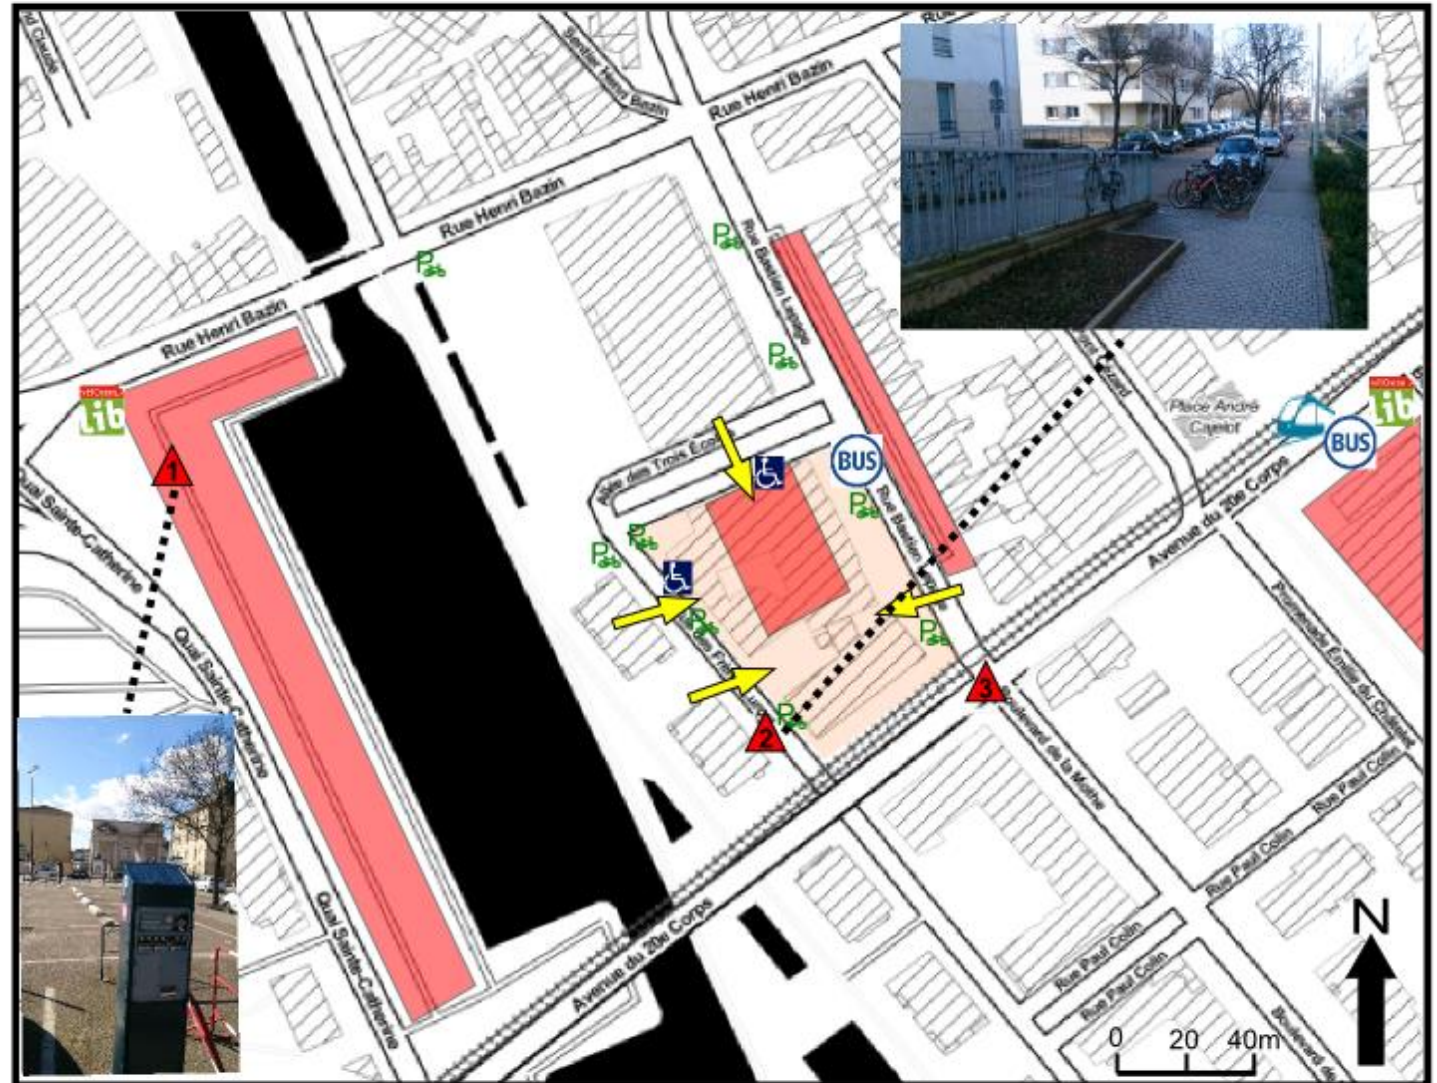 Rue Henri Bazin
Sentier Henri Bazin
Rue Henri Bazin
Rue Henri Bazin
Rue Bastien Lepage
lib
1
Place André
BUS
BUS
lib
Avenue du 20e Corps
Quai Sainte-Catherine
Quai Sainte-Catherine
Promenade Emilie du Châtelet
2
3
Boulevard de la Mothe
Rue Paul Colin
Rue Paul Colin
Quai Sainte-Catherine
Avenue du 20e Corps
Rue Paul Colin
Rue Paul Colin
N
0 20 40m
P
P
P
P
P
P
P
P
P